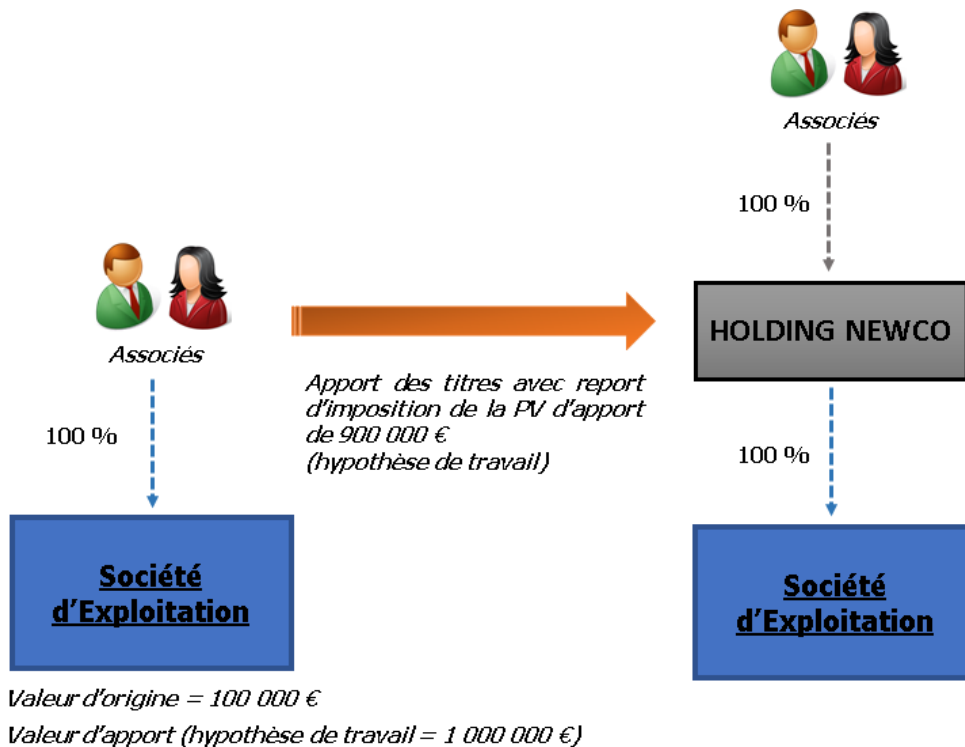 Associés
100 %
Société
d'Exploitation
Valeur d'origine = 100 000 €
Valeur d'apport (hypothèse de travail = 1 000 000 €)
Apport des titres avec report
d'imposition de la PV d'apport
de 900 000 €
(hypothèse de travail)
Associés
100 %
HOLDING NEWCO
100 %
Société
d'Exploitation